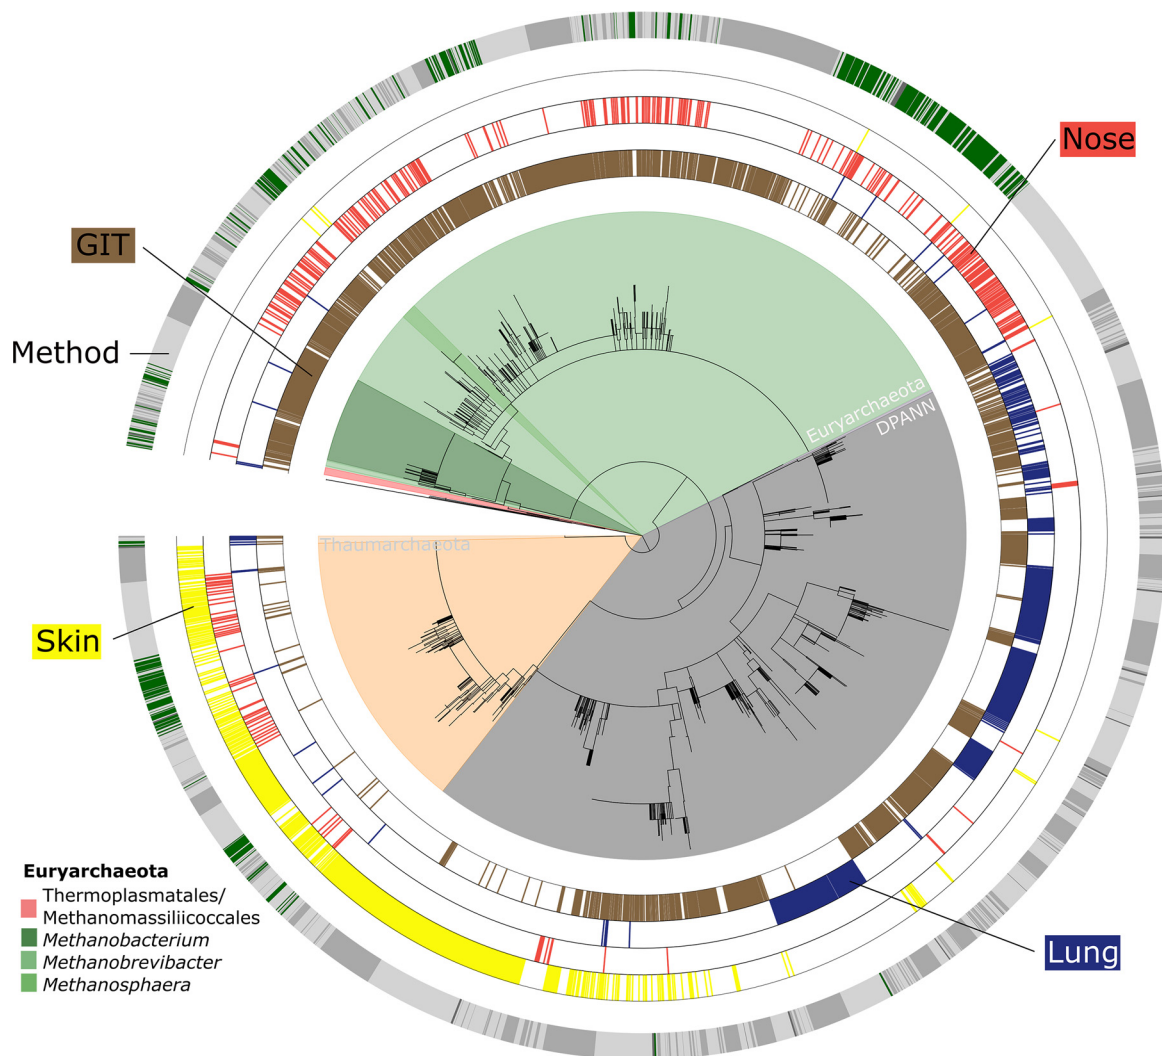 Nose
GIT
Method
Euryarchaeota
DPANN
Thaumarchaeota
Skin
Lung
Euryarchaeota
Thermoplasmatales/
Methanomassiliicoccales
Methanobacterium
Methanobrevibacter
Methanosphaera